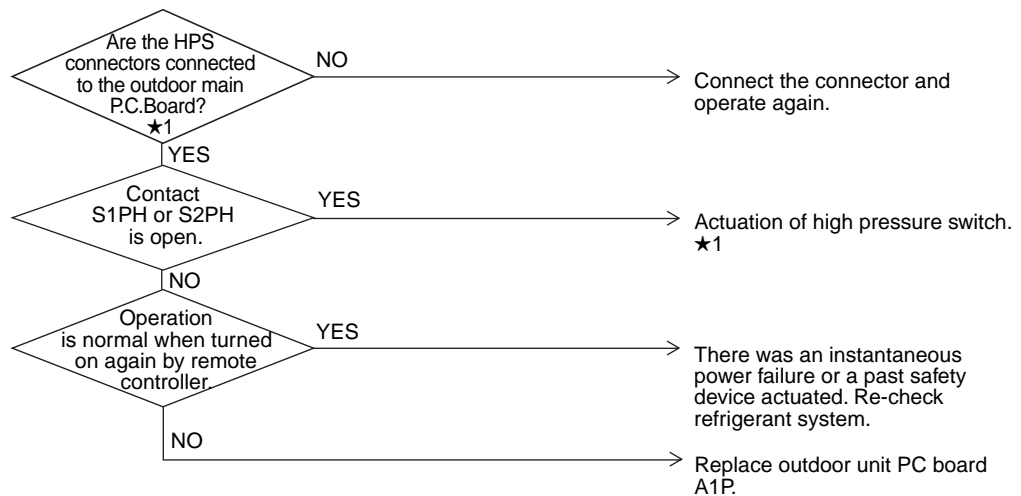 Are the HPS
connectors connected
to the outdoor main
P.C.Board?
★1
NO
Connect the connector and
operate again.
YES
Contact
S1PH or S2PH
is open.
YES
Actuation of high pressure switch.
★1
NO
Operation
is normal when turned
on again by remote
controller.
YES
There was an instantaneous
power failure or a past safety
device actuated. Re-check
refrigerant system.
NO
Replace outdoor unit PC board
A1P.